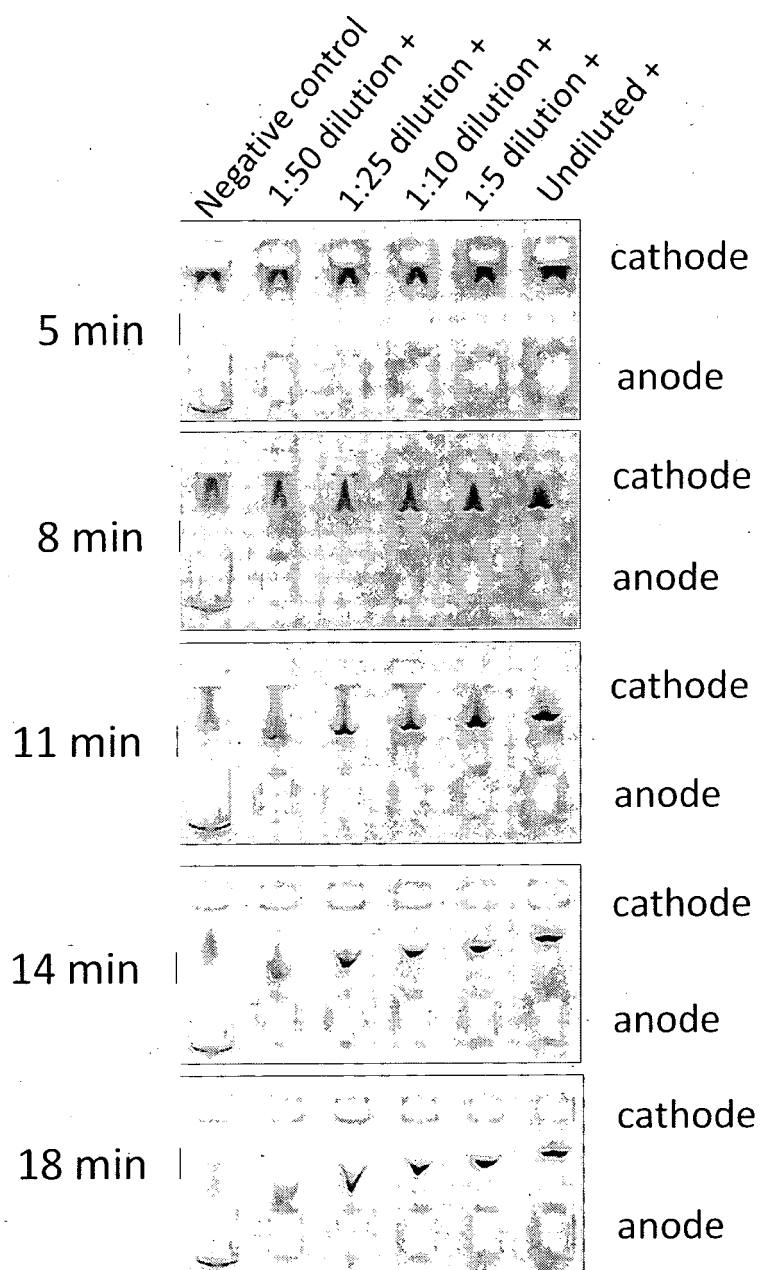 Negative control
1:50 dilution +
1:25 dilution +
1:10 dilution +
1:5 dilution +
Undiluted +
cathode
5 min
anode
cathode
8 min
anode
cathode
11 min
anode
cathode
14 min
anode
cathode
18 min
anode